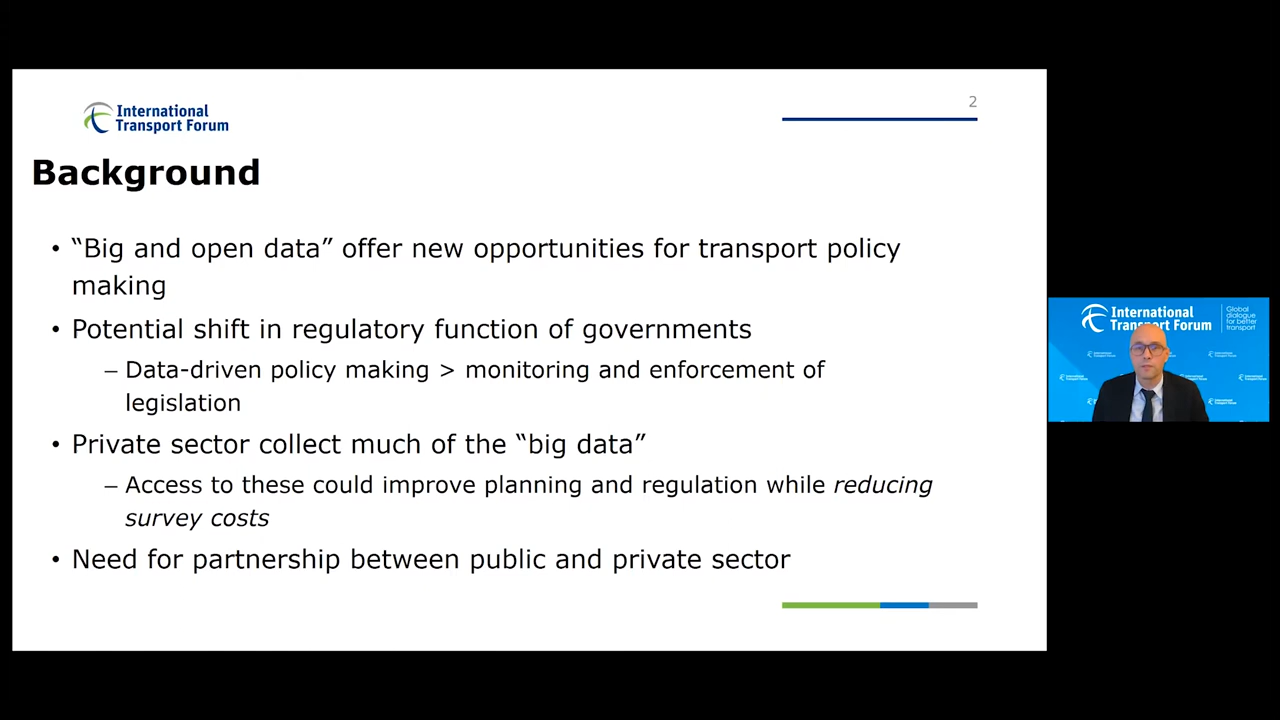 International
Transport Forum
2
Background
• “Big and open data” offer new opportunities for transport policy
making
• Potential shift in regulatory function of governments
– Data-driven policy making > monitoring and enforcement of
legislation
• Private sector collect much of the “big data”
– Access to these could improve planning and regulation while reducing
survey costs
• Need for partnership between public and private sector
International
Transport Forum
Global
dialogue
for better
transport